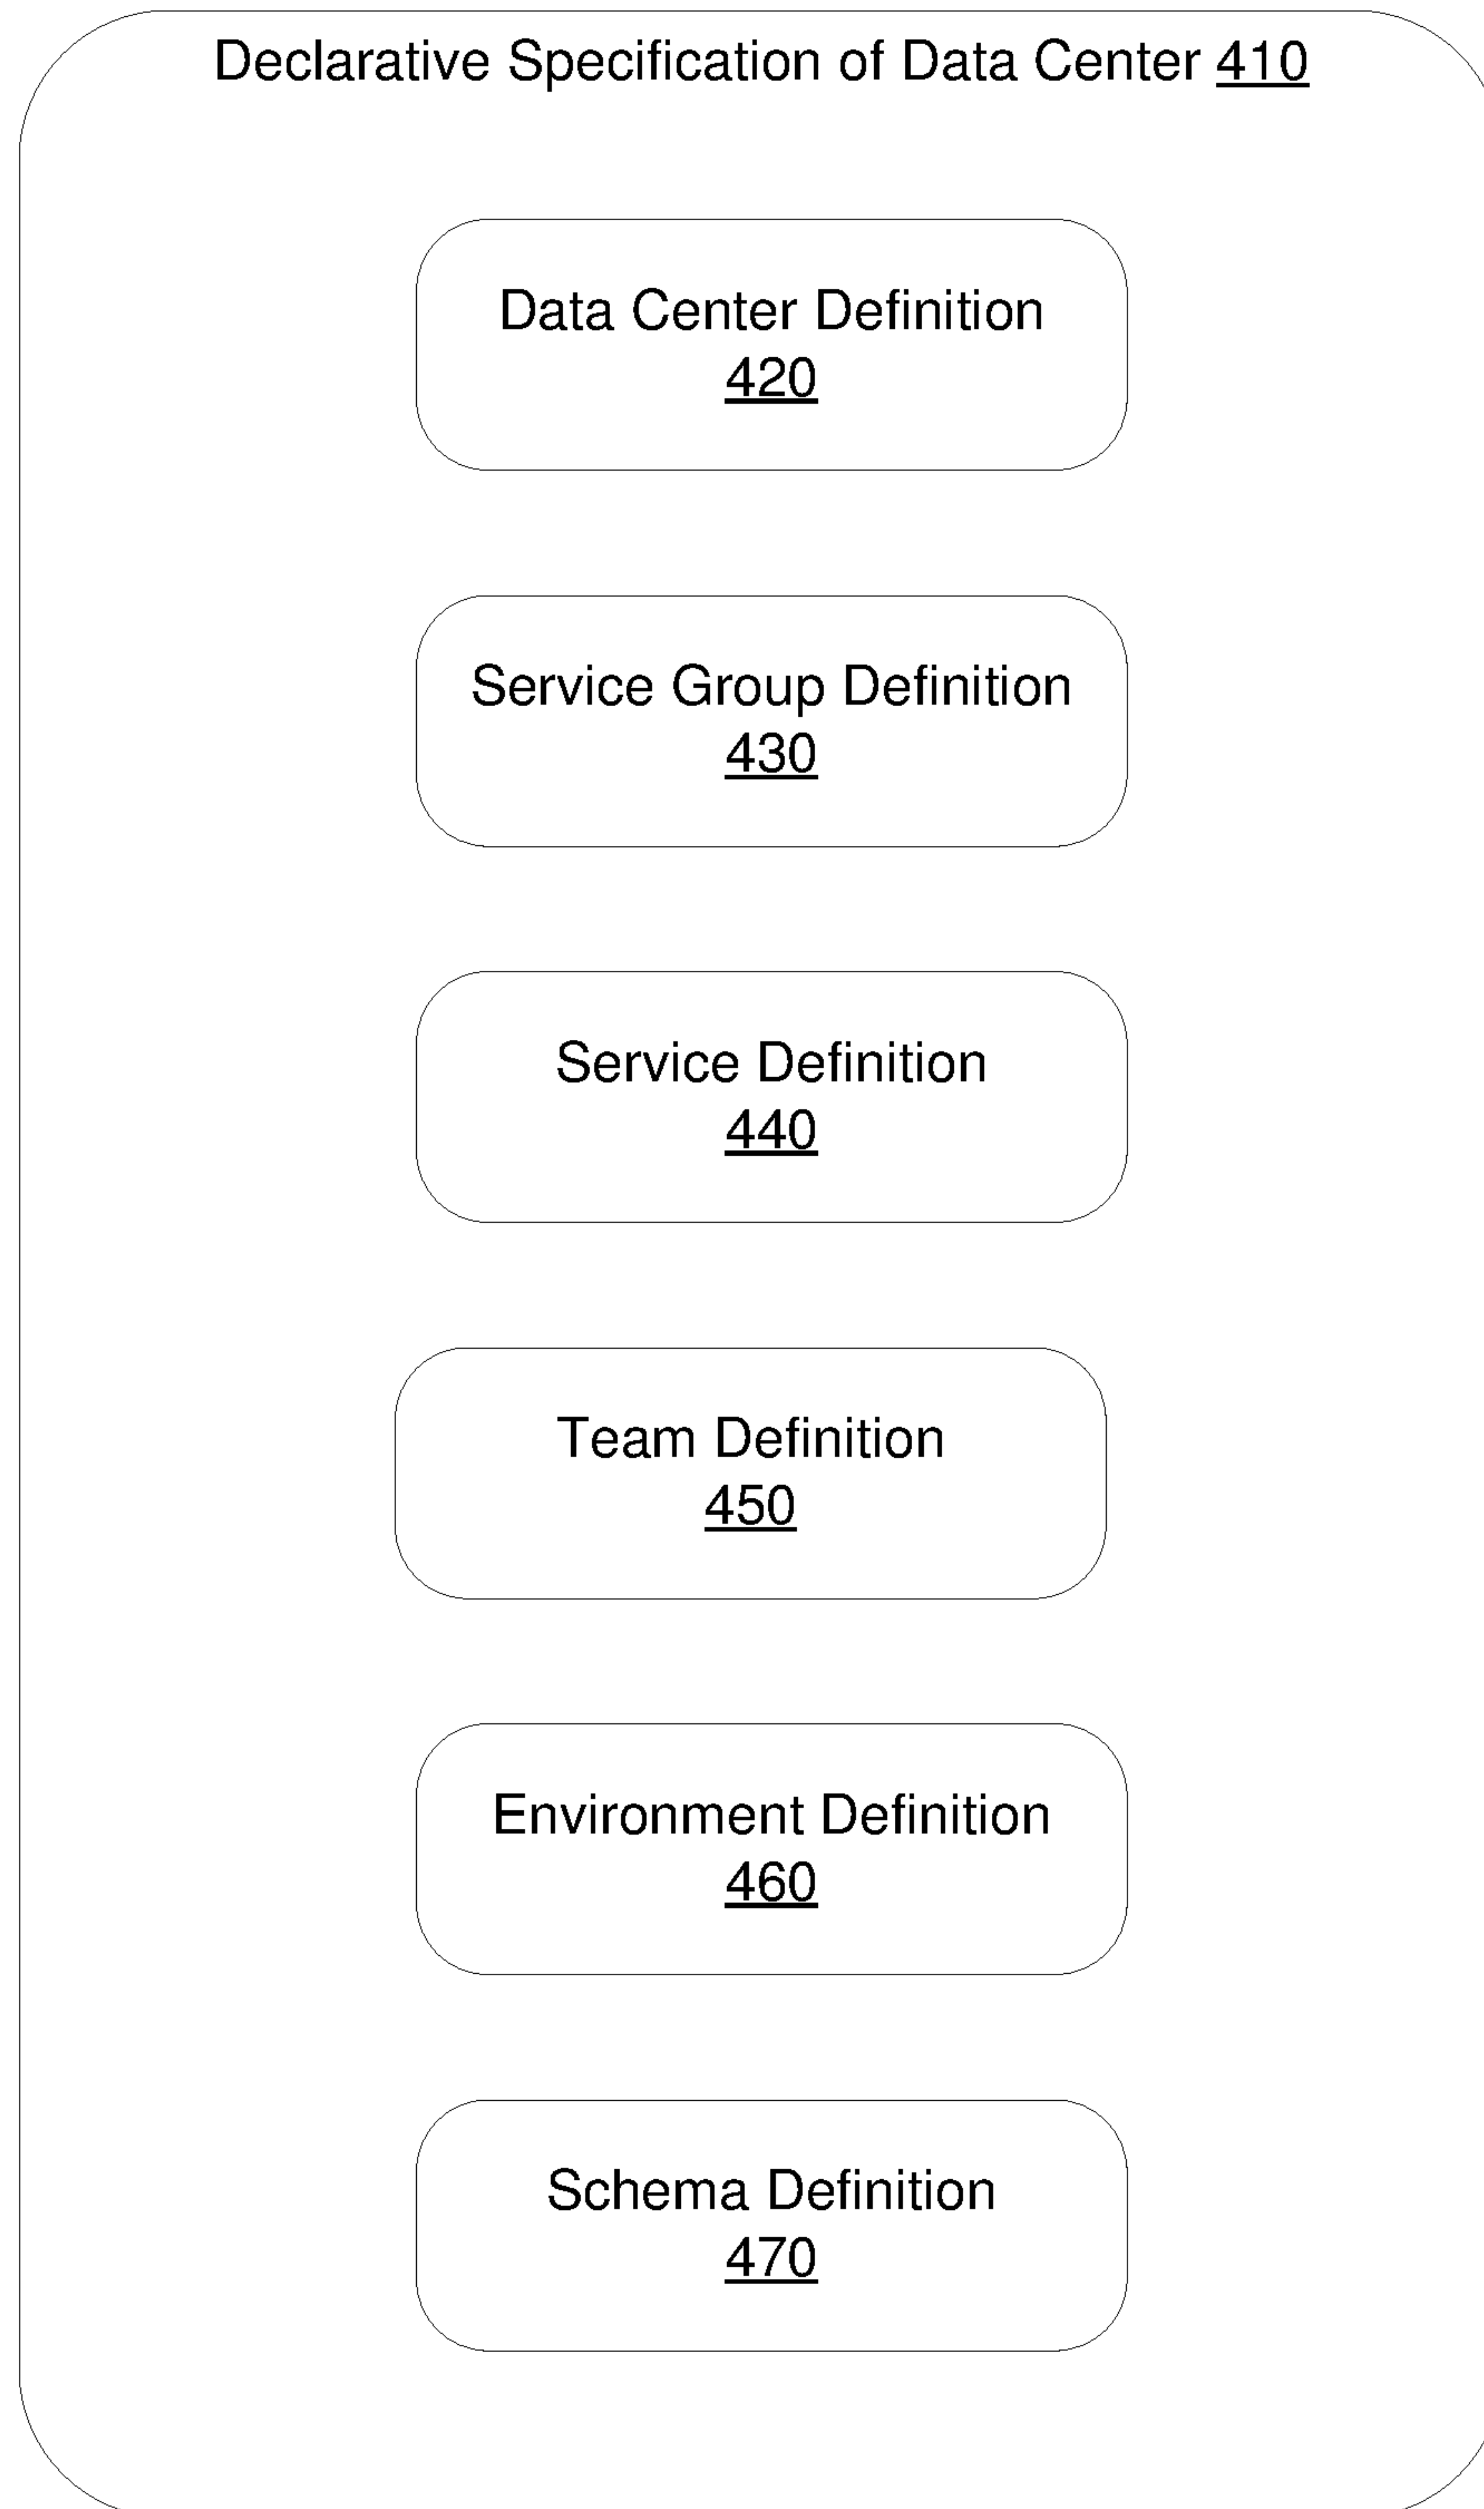 Declarative Specification of Data Center 410
Data Center Definition
420
Service Group Definition
430
Service Definition
440
Team Definition
450
Environment Definition
460
Schema Definition
470